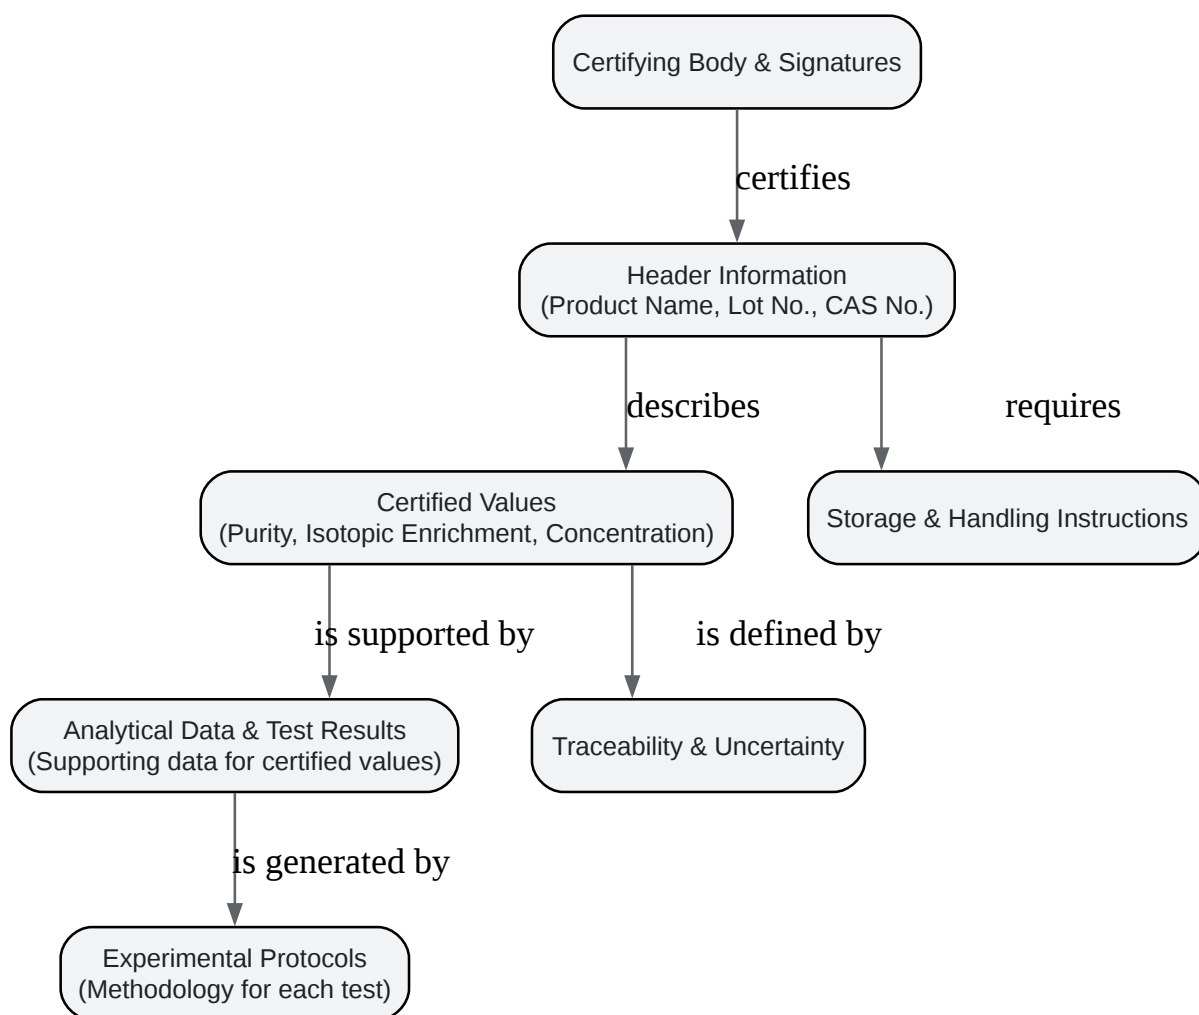 Certifying Body & Signatures
certifies
Header Information
(Product Name, Lot No., CAS No.)
describes
requires
Certified Values
(Purity, Isotopic Enrichment, Concentration)
Storage & Handling Instructions
is supported by
is defined by
Analytical Data & Test Results
(Supporting data for certified values)
Traceability & Uncertainty
is generated by
Experimental Protocols
(Methodology for each test)